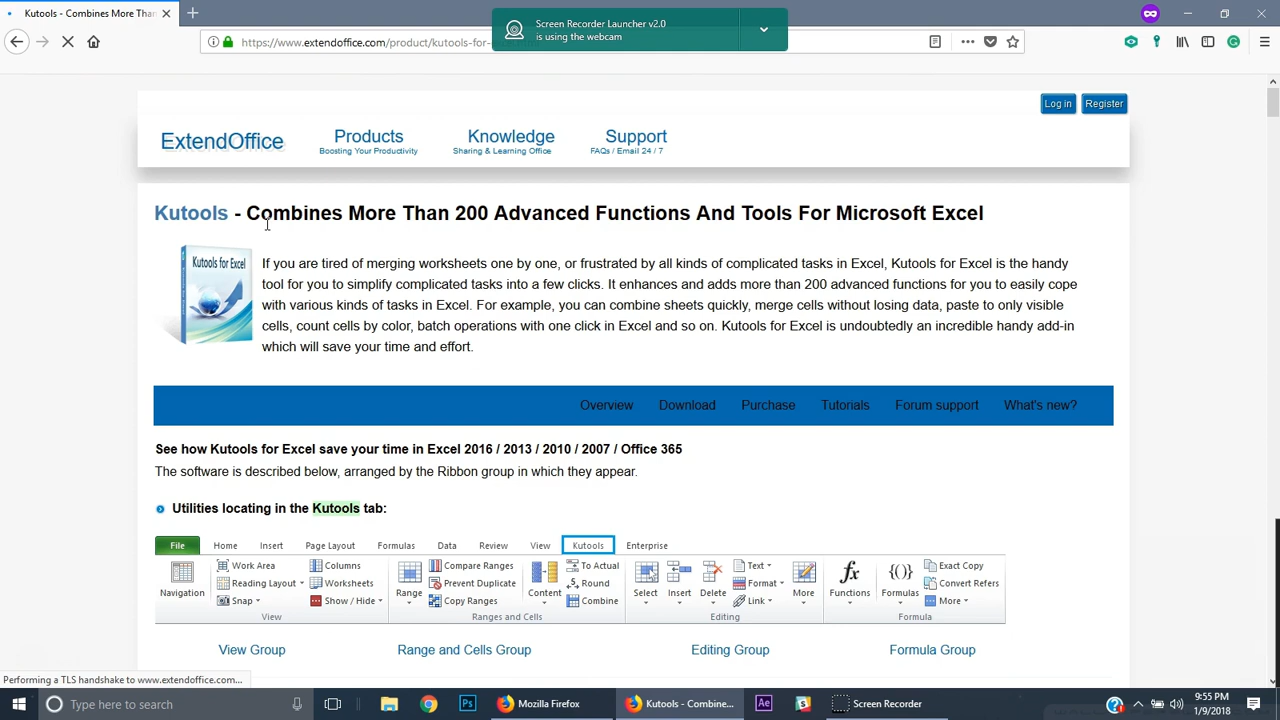 Kutools - Combines More Than
Screen Recorder Launcher v2.0
is using the webcam
https://www.extendoffice.com/product/kutools-for-
Log in
Register
ExtendOffice
Products
Boosting Your Productivity
Knowledge
Sharing & Learning Office
Support
FAQs / Email 24 / 7
Kutools - Combines More Than 200 Advanced Functions And Tools For Microsoft Excel
Kutools for Excel
If you are tired of merging worksheets one by one, or frustrated by all kinds of complicated tasks in Excel, Kutools for Excel is the handy
tool for you to simplify complicated tasks into a few clicks. It enhances and adds more than 200 advanced functions for you to easily cope
with various kinds of tasks in Excel. For example, you can combine sheets quickly, merge cells without losing data, paste to only visible
cells, count cells by color, batch operations with one click in Excel and so on. Kutools for Excel is undoubtedly an incredible handy add-in
which will save your time and effort.
Overview Download Purchase Tutorials Forum support What's new?
See how Kutools for Excel save your time in Excel 2016 / 2013 / 2010 / 2007 / Office 365
The software is described below, arranged by the Ribbon group in which they appear.
Utilities locating in the Kutools tab:
File Home Insert Page Layout Formulas Data Review View Kutools Enterprise
Work Area Columns Compare Ranges To Actual Text Exact Copy
Navigation Reading Layout Worksheets Range Prevent Duplicate Content Round Select Insert Delete Format More Functions Formulas Convert Refers
Snap Show / Hide Copy Ranges Combine Link More
View Ranges and Cells Editing Formula
View Group Range and Cells Group Editing Group Formula Group
Performing a TLS handshake to www.extendoffice.com...
Type here to search
Ps
Mozilla Firefox
Kutools - Combine...
Ae
Screen Recorder
9:55 PM
1/9/2018